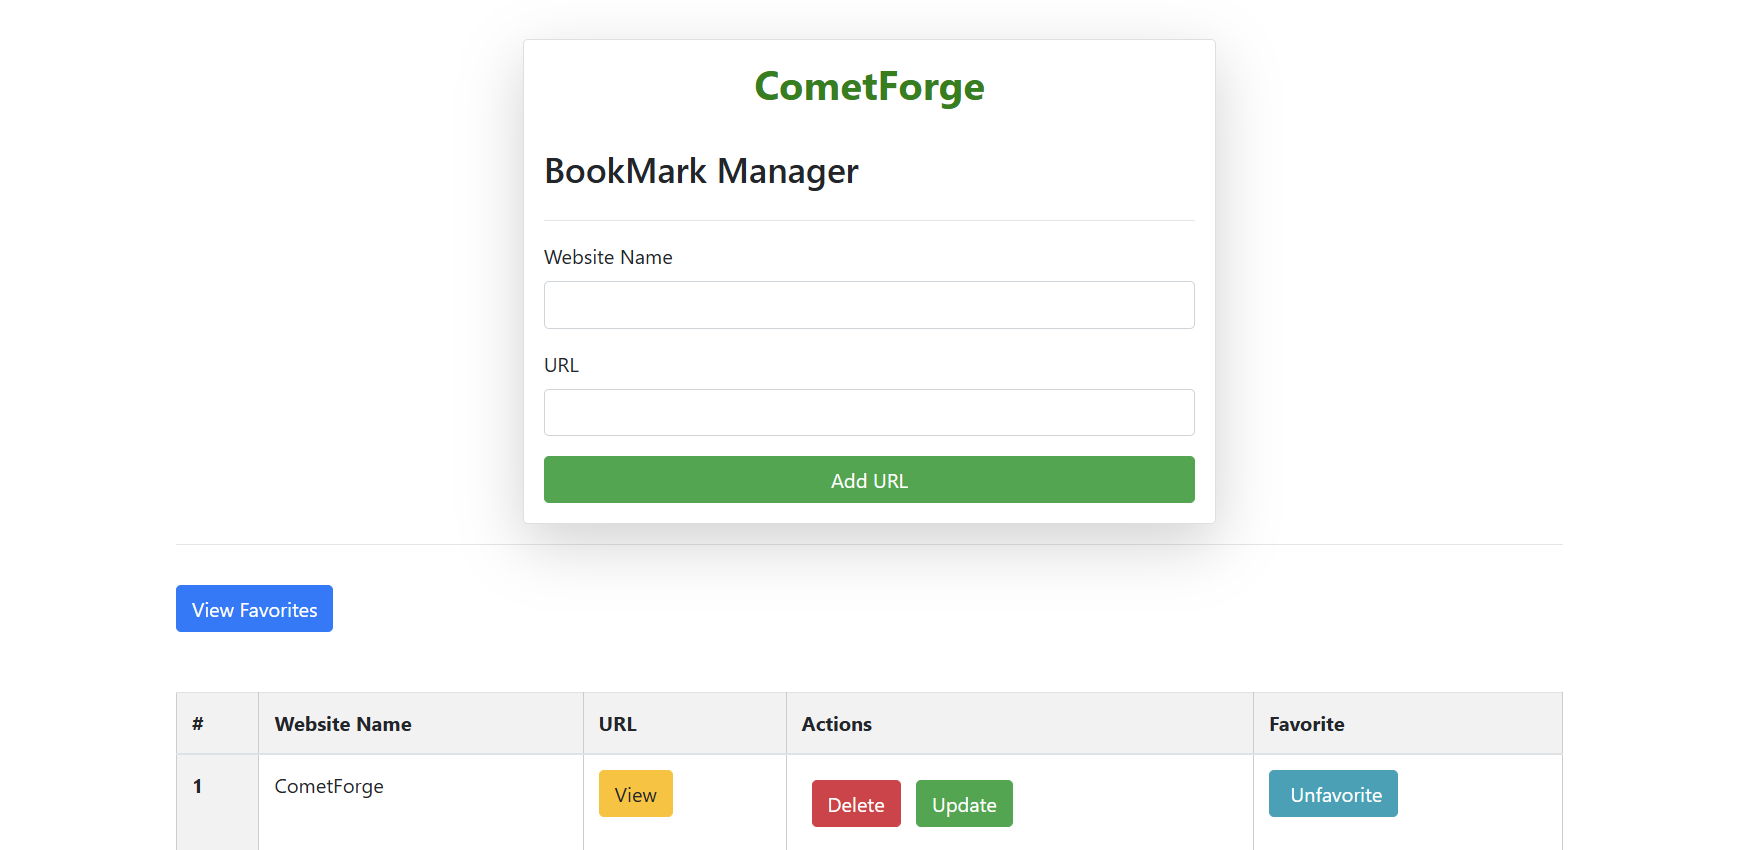 CometForge
BookMark Manager
Website Name
URL
Add URL
View Favorites
# Website Name URL Actions Favorite
1 CometForge View Delete Update Unfavorite